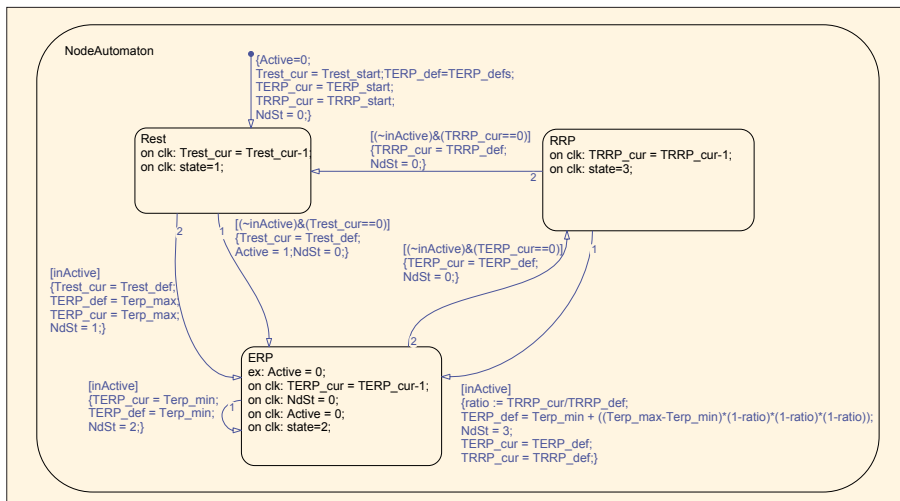 NodeAutomaton
{Active=0;
Trest_cur = Trest_start;TERP_def=TERP_defs;
TERP_cur = TERP_start;
TRRP_cur = TRRP_start;
NdSt = 0;}
Rest
on clk: Trest_cur = Trest_cur-1;
on clk: state=1;
[(~inActive)&(TRRP_cur==0)]
{TRRP_cur = TRRP_def;
NdSt = 0;}
2
RRP
on clk: TRRP_cur = TRRP_cur-1;
on clk: state=3;
2
1
[(~inActive)&(Trest_cur==0)]
{Trest_cur = Trest_def;
Active = 1;NdSt = 0;}
[(~inActive)&(TERP_cur==0)]
{TERP_cur = TERP_def;
NdSt = 0;}
1
[inActive]
{Trest_cur = Trest_def;
TERP_def = Terp_max;
TERP_cur = Terp_max;
NdSt = 1;}
2
ERP
ex: Active = 0;
on clk: TERP_cur = TERP_cur-1;
on clk: NdSt = 0;
on clk: Active = 0;
on clk: state=2;
[inActive]
{TERP_cur = Terp_min;
TERP_def = Terp_min;
NdSt = 2;}
1
[inActive]
{ratio := TRRP_cur/TRRP_def;
TERP_def = Terp_min + ((Terp_max-Terp_min)*(1-ratio)*(1-ratio)*(1-ratio));
NdSt = 3;
TERP_cur = TERP_def;
TRRP_cur = TRRP_def;}